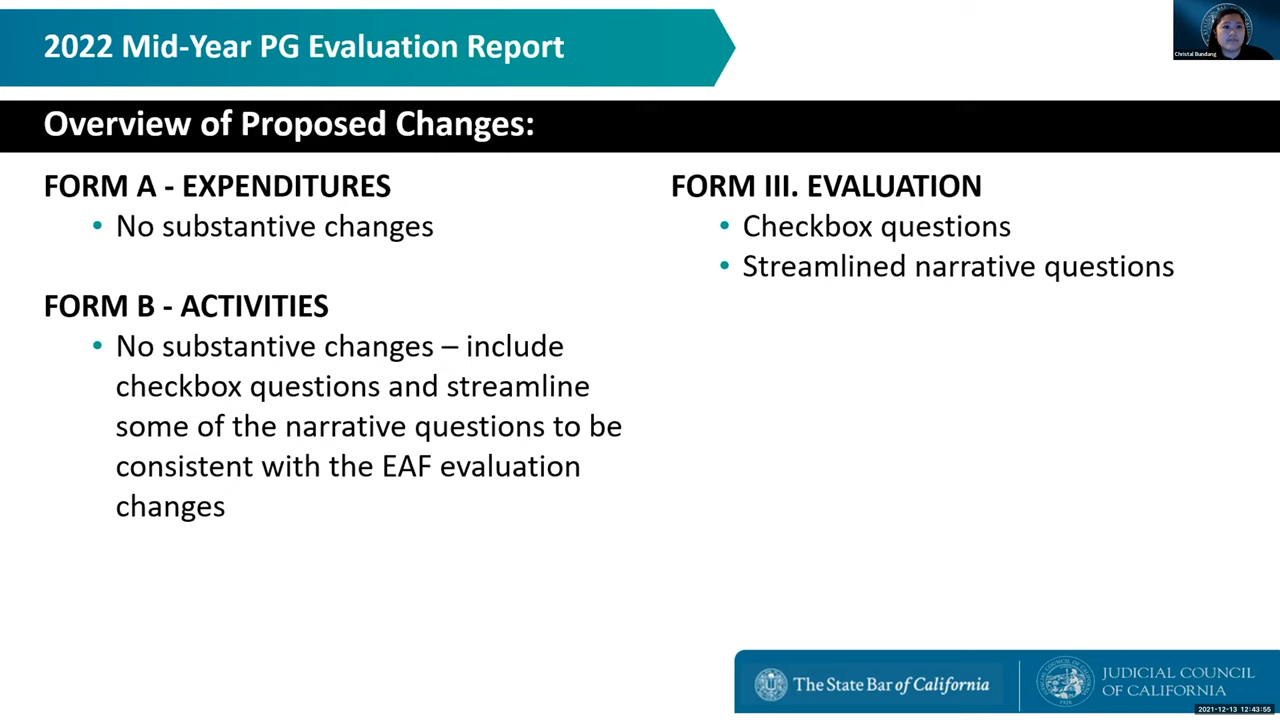 2022 Mid-Year PG Evaluation Report
Christal Bundang
Overview of Proposed Changes:
FORM A - EXPENDITURES
• No substantive changes
FORM B - ACTIVITIES
• No substantive changes – include
checkbox questions and streamline
some of the narrative questions to be
consistent with the EAF evaluation
changes
FORM III. EVALUATION
• Checkbox questions
• Streamlined narrative questions
The State Bar of California
JUDICIAL COUNCIL
OF CALIFORNIA
2021-12-13 12:43:55